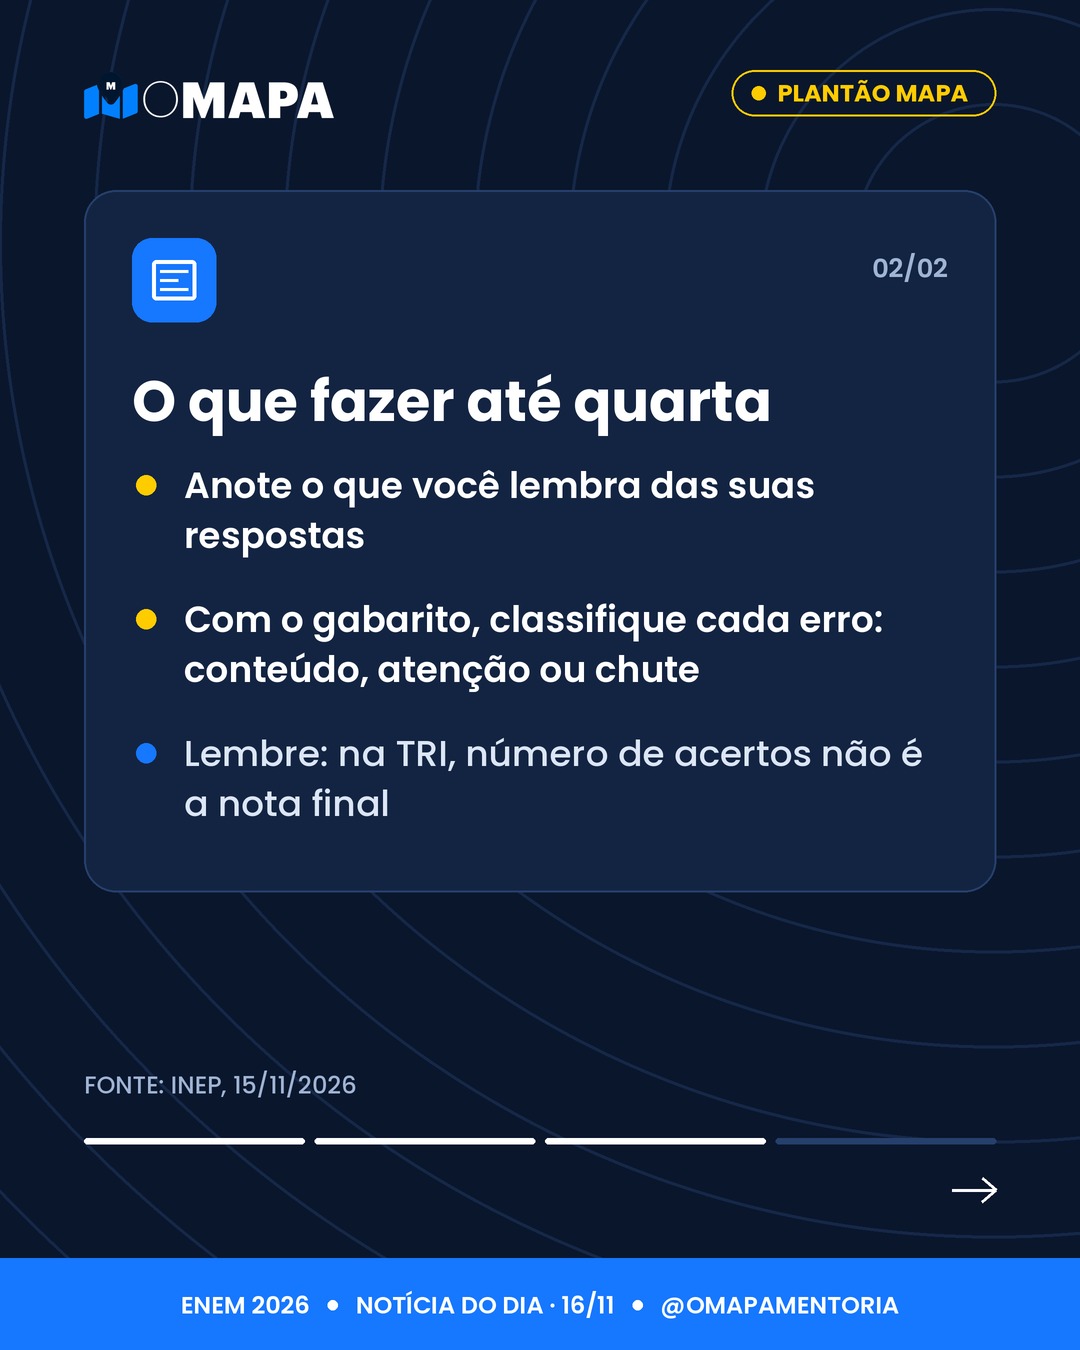 M OMAPA
PLANTÃO MAPA
02/02
O que fazer até quarta
Anote o que você lembra das suas
respostas
Com o gabarito, classifique cada erro:
conteúdo, atenção ou chute
Lembre: na TRI, número de acertos não é
a nota final
FONTE: INEP, 15/11/2026
ENEM 2026 • NOTÍCIA DO DIA · 16/11 • @OMAPAMENTORIA